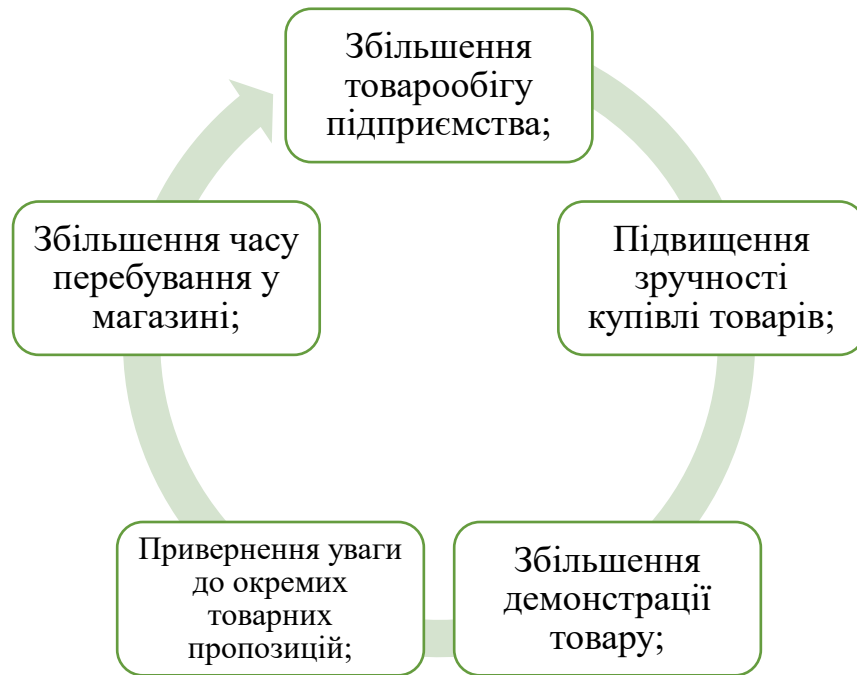 Збільшення
товарообігу
підприємства;
Підвищення
зручності
купівлі товарів;
Збільшення
демонстрації
товару;
Привернення уваги
до окремих
товарних
пропозицій;
Збільшення часу
перебування у
магазині;